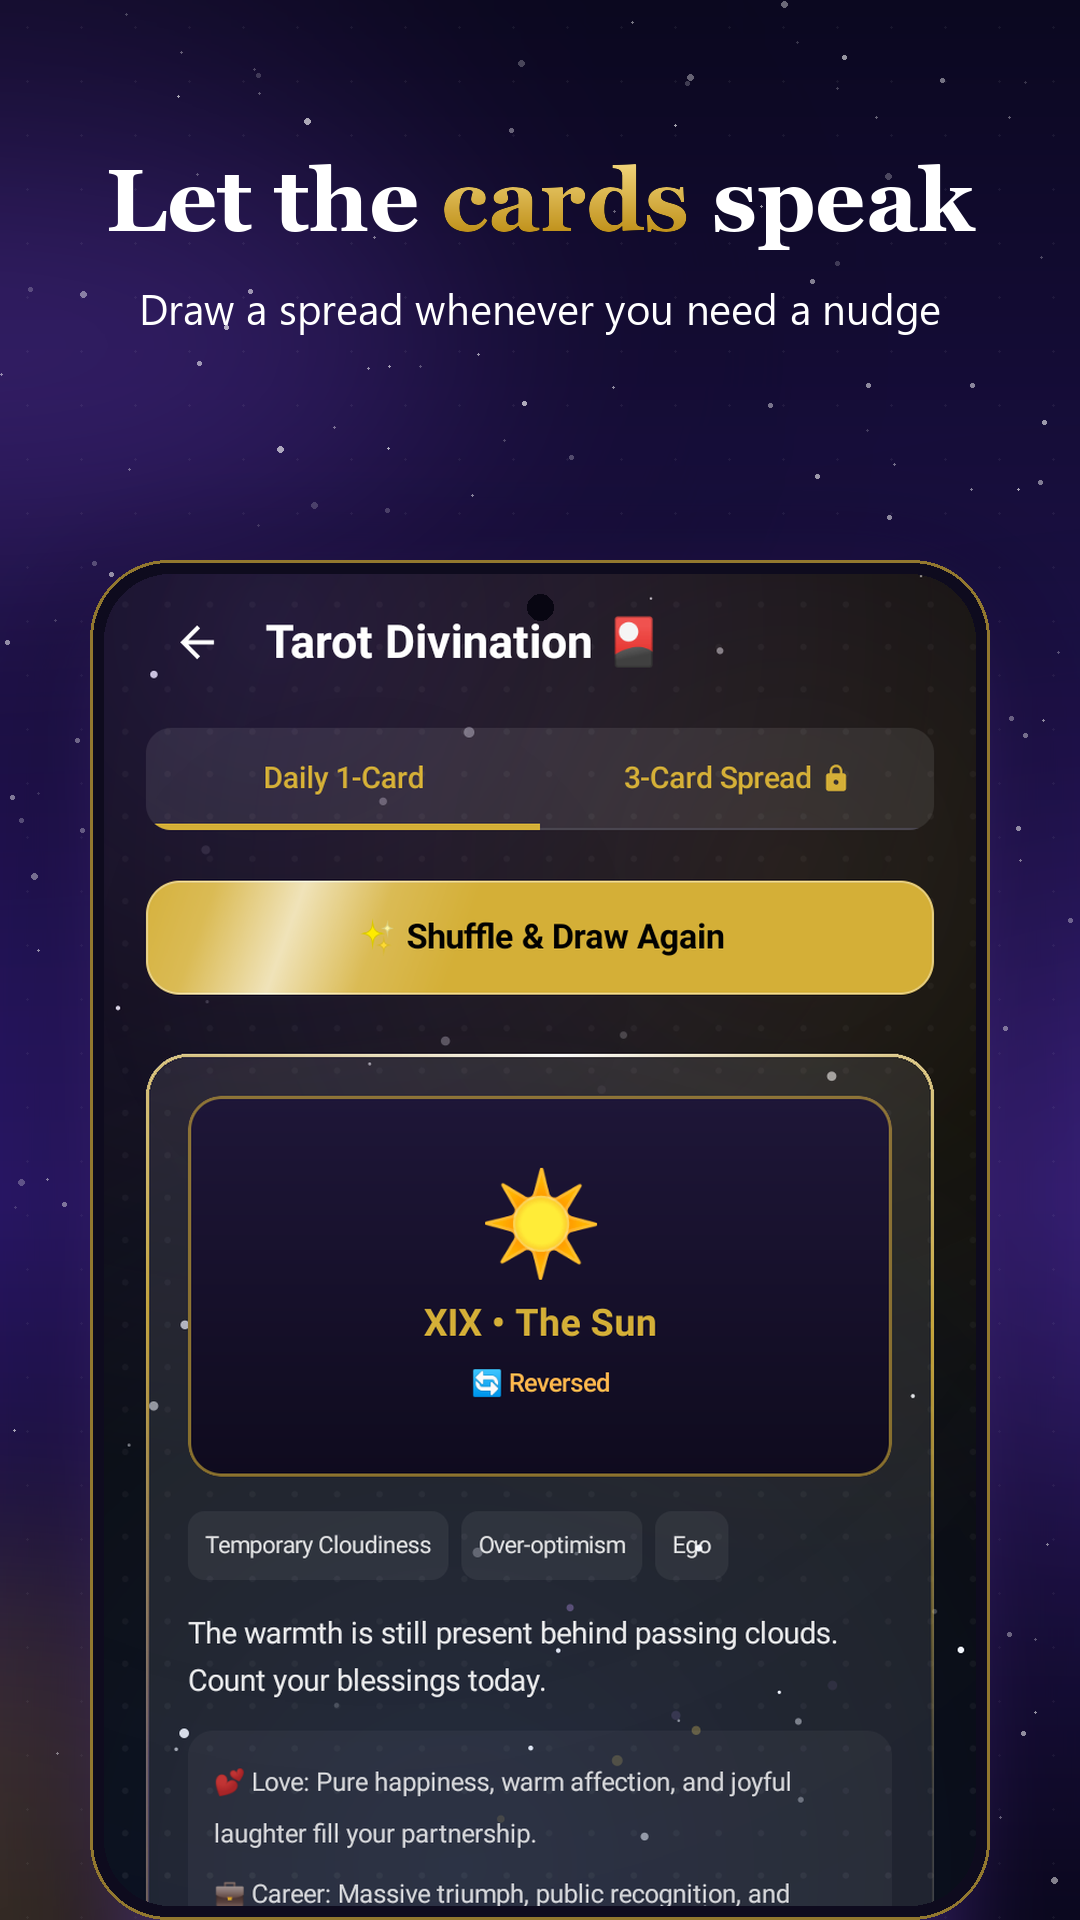 Let the cards speak
Draw a spread whenever you need a nudge
Tarot Divination
Daily 1-Card
3-Card Spread
Shuffle & Draw Again
XIX • The Sun
Reversed
Temporary Cloudiness
Over-optimism
Ego
The warmth is still present behind passing clouds.
Count your blessings today.
Love: Pure happiness, warm affection, and joyful
laughter fill your partnership.
Career: Massive triumph, public recognition, and